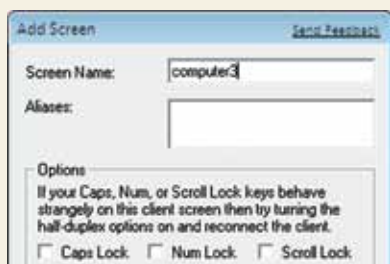 Add Screen Send Feedback
Screen Name: computer3
Aliases:
Options
If your Caps, Num, or Scroll Lock keys behave
strangely on this client screen then try turning the
half-duplex options on and reconnect the client.
Caps Lock Num Lock Scroll Lock